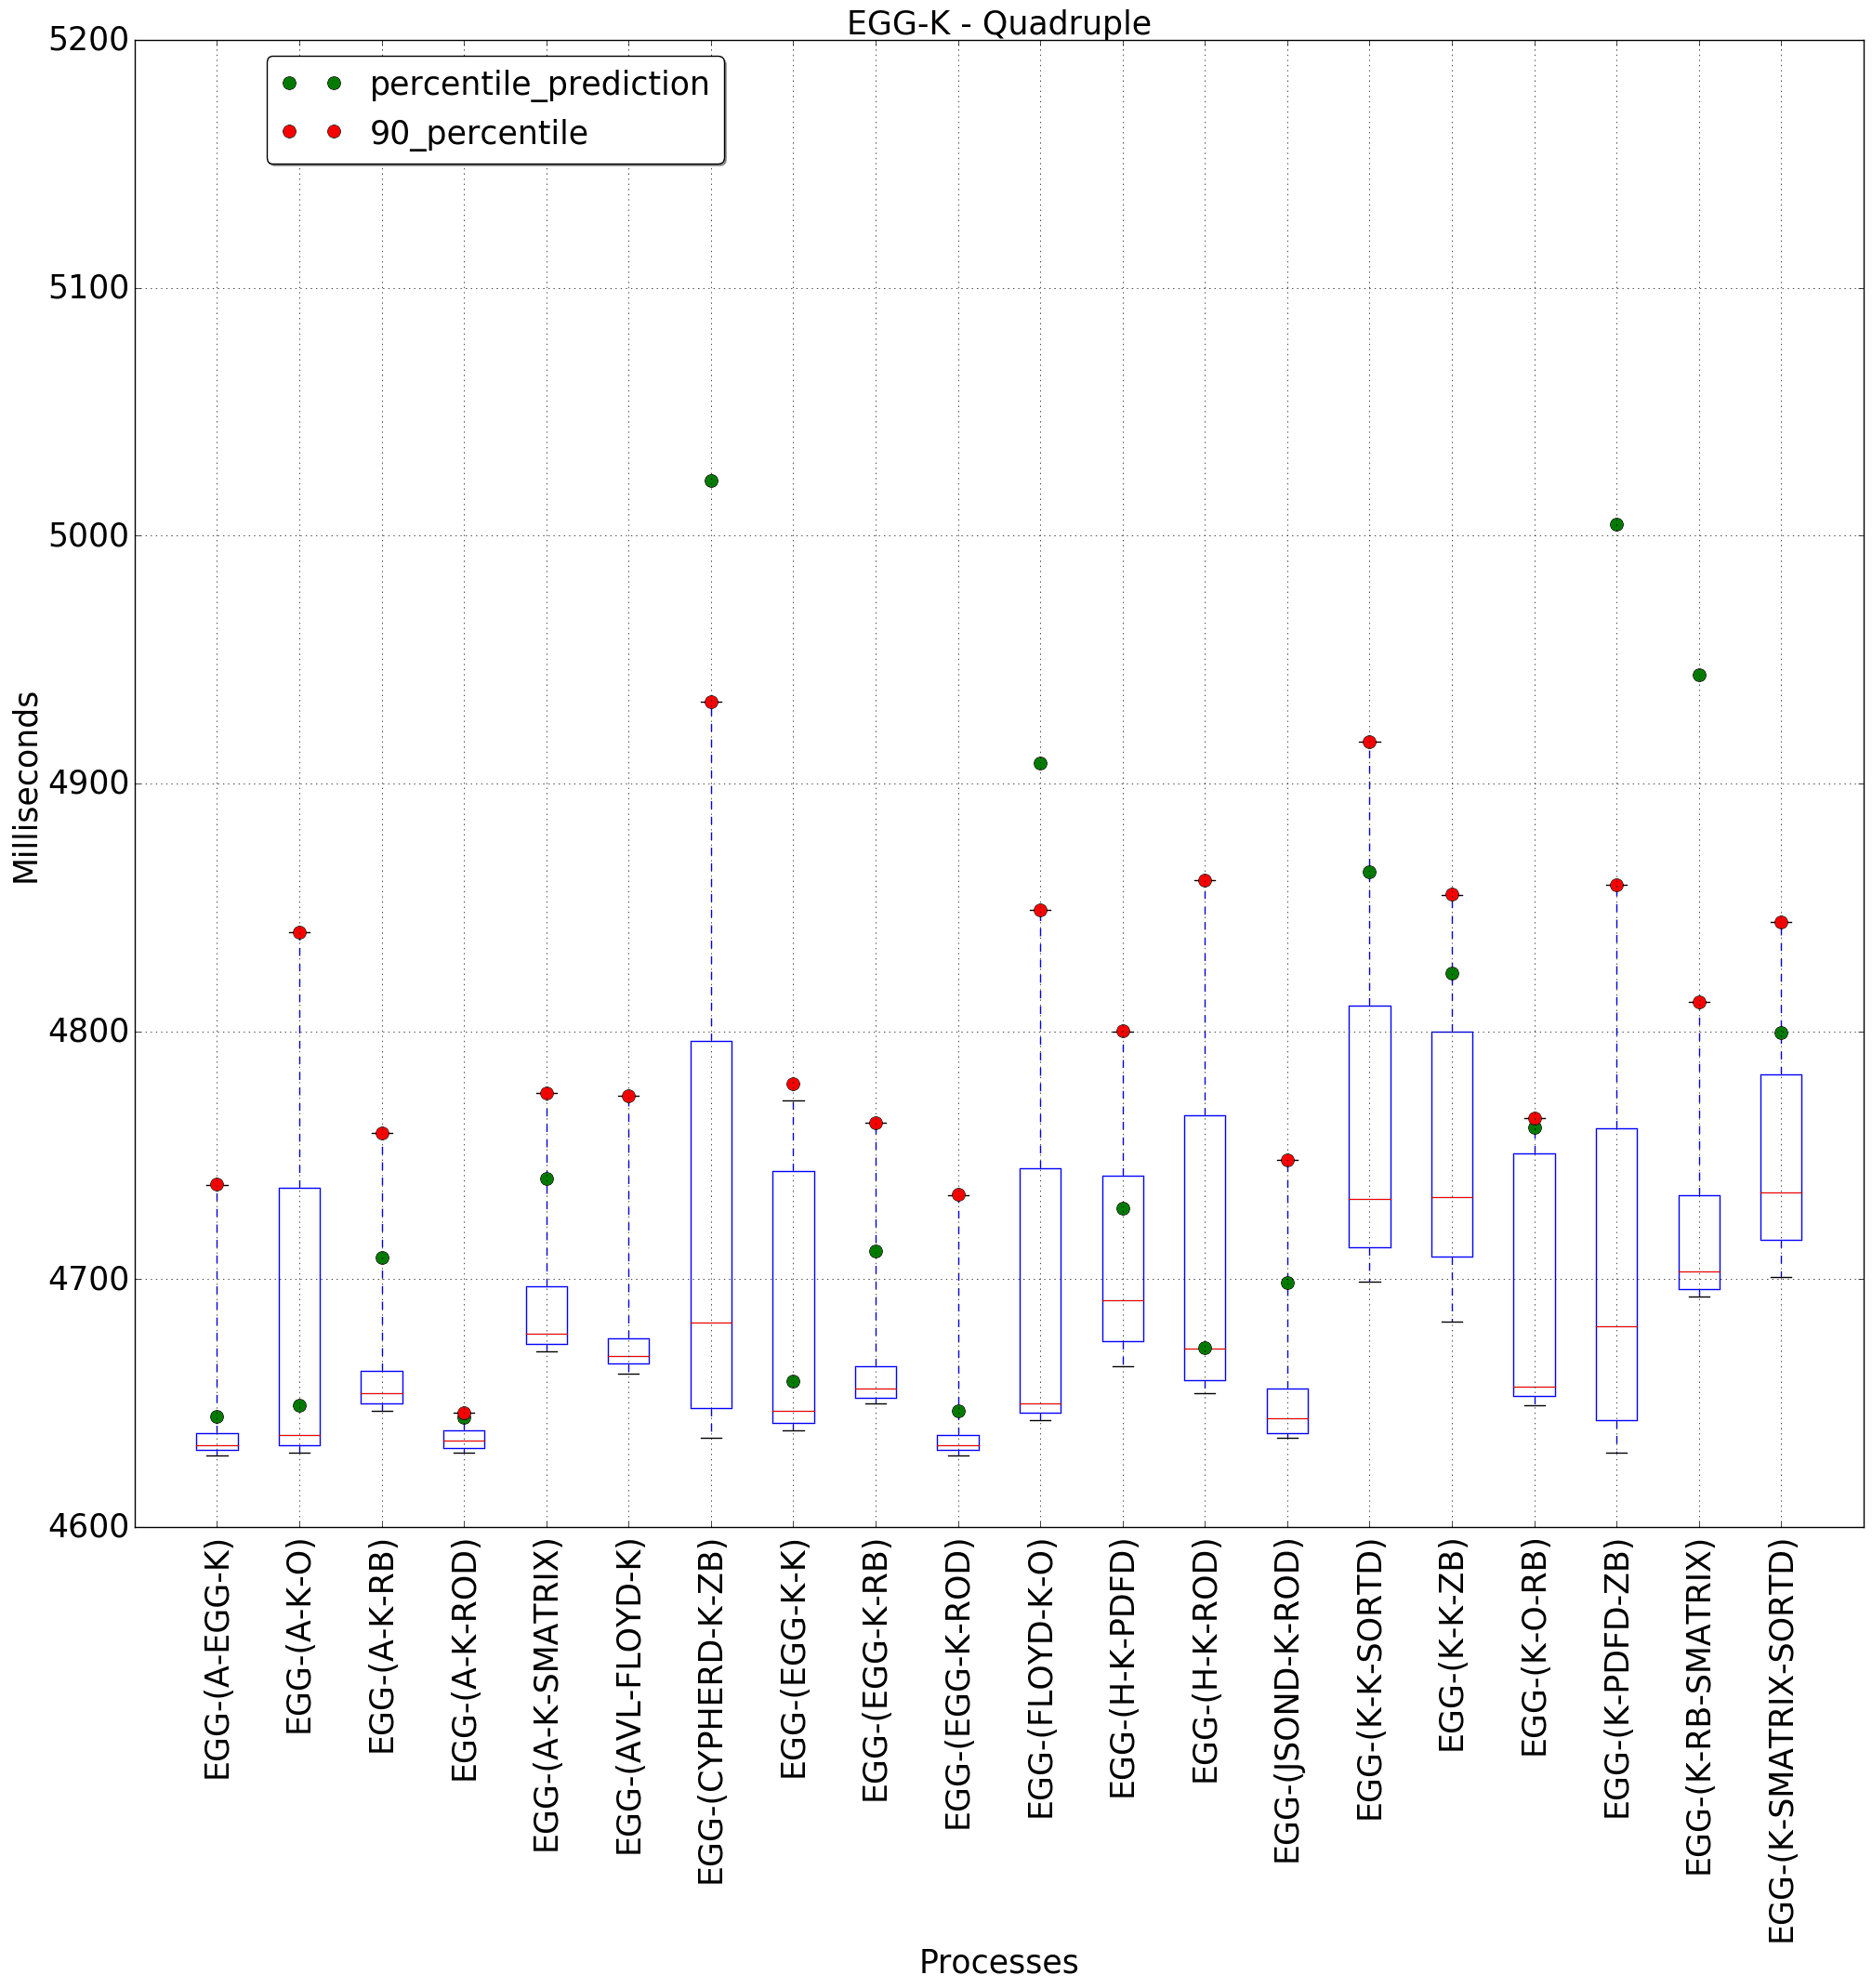 EGG-K - Quadruple
percentile_prediction
90_percentile
5200
5100
5000
4900
4800
4700
4600
Milliseconds
EGG-(A-EGG-K)
EGG-(A-K-O)
EGG-(A-K-RB)
EGG-(A-K-ROD)
EGG-(A-K-SMATRIX)
EGG-(AVL-FLOYD-K)
EGG-(CYPHERD-K-ZB)
EGG-(EGG-K-K)
EGG-(EGG-K-RB)
EGG-(EGG-K-ROD)
EGG-(FLOYD-K-O)
EGG-(H-K-PDFD)
EGG-(H-K-ROD)
EGG-(JSOND-K-ROD)
EGG-(K-K-SORTD)
EGG-(K-K-ZB)
EGG-(K-O-RB)
EGG-(K-PDFD-ZB)
EGG-(K-RB-SMATRIX)
EGG-(K-SMATRIX-SORTD)
Processes